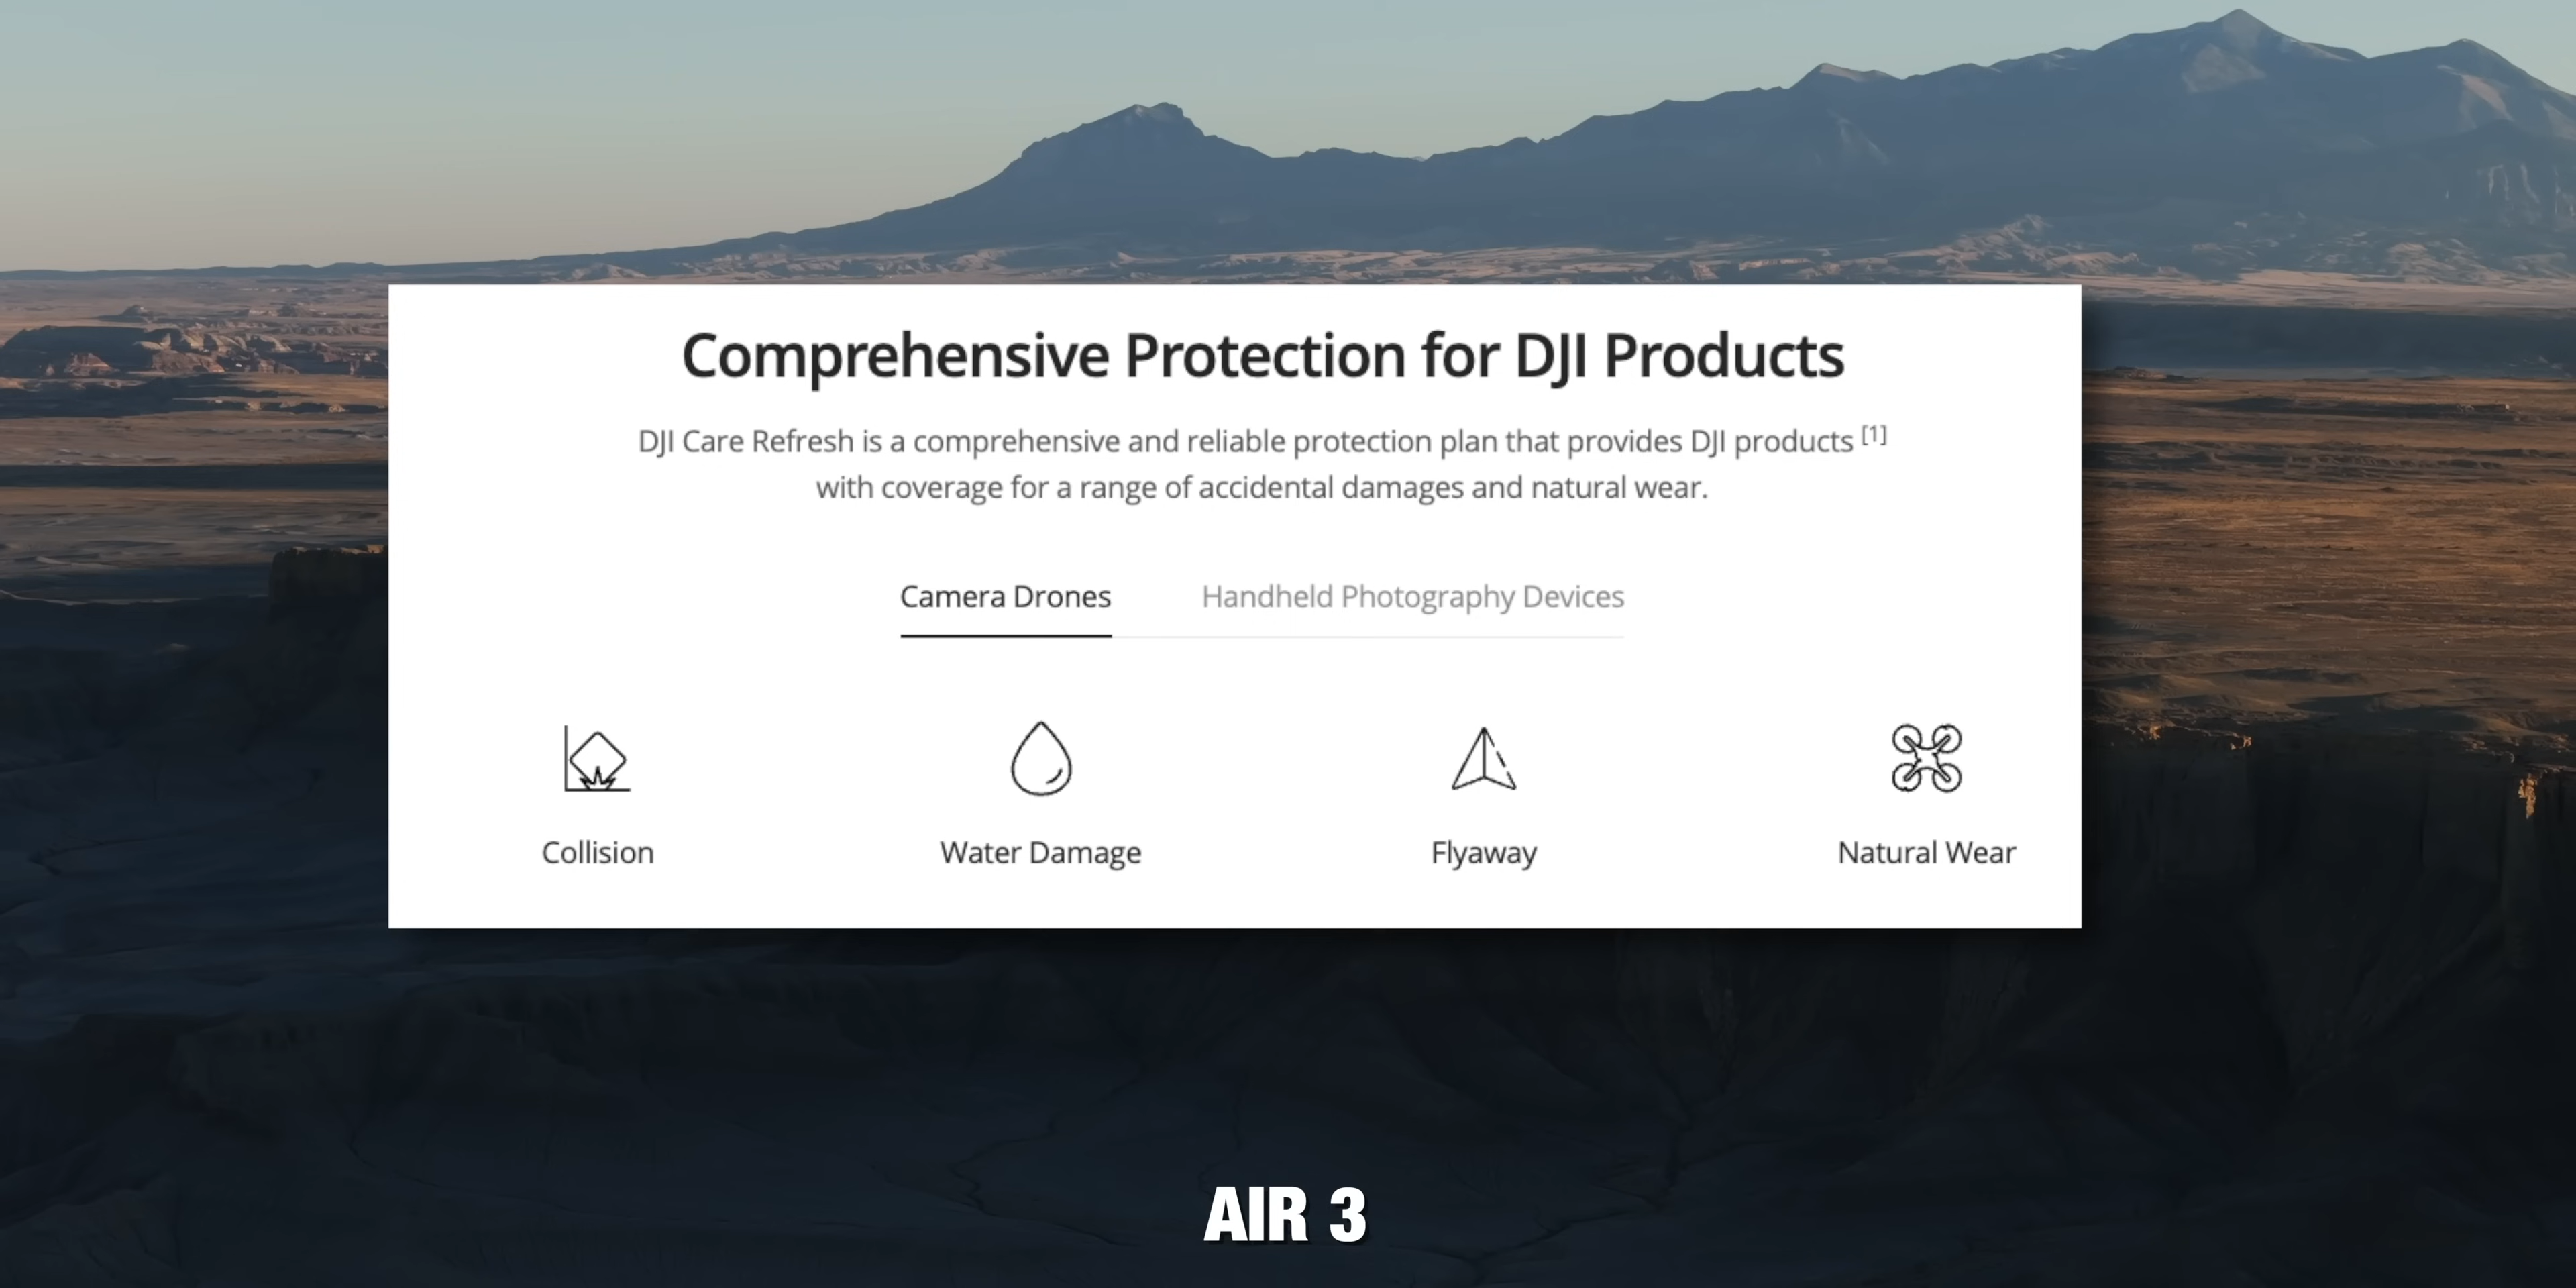 Comprehensive Protection for DJI Products
DJI Care Refresh is a comprehensive and reliable protection plan that provides DJI products [1]
with coverage for a range of accidental damages and natural wear.
Camera Drones
Handheld Photography Devices
Collision
Water Damage
Flyaway
Natural Wear
AIR 3